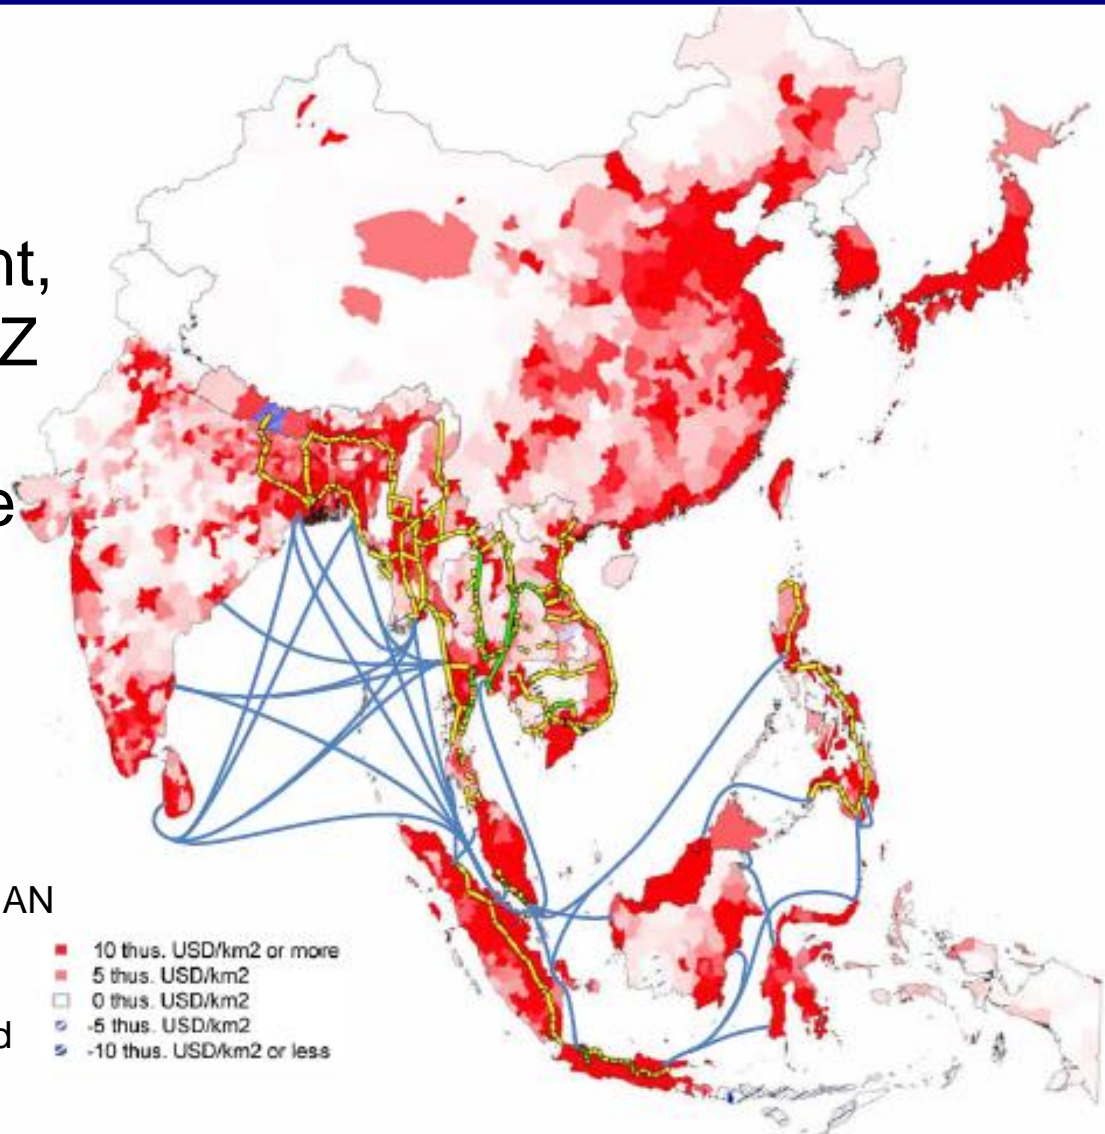 nt,
Z
e
AN
10 thus. USD/km2 or more
5 thus. USD/km2
0 thus. USD/km2
-5 thus. USD/km2
d
-10 thus. USD/km2 or less